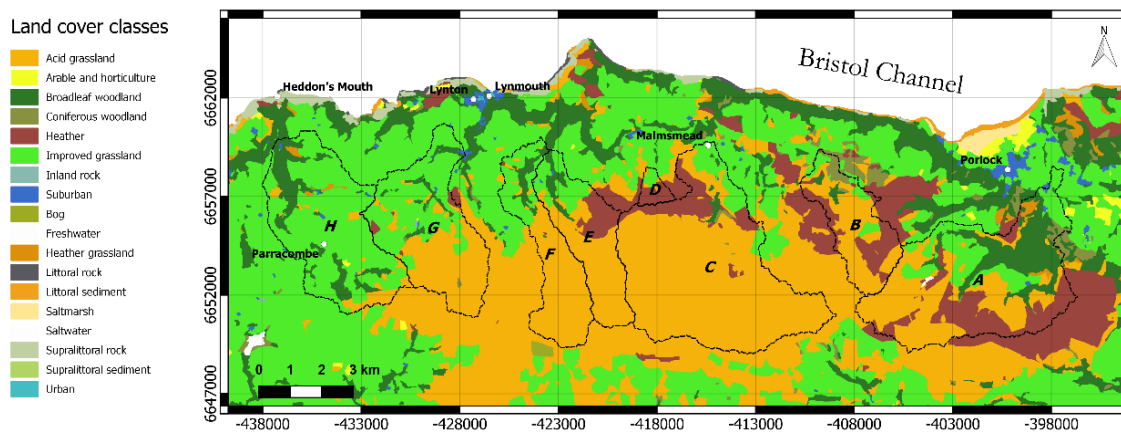 Land cover classes
Acid grassland
Arable and horticulture
Broadleaf woodland
Coniferous woodland
Heather
Improved grassland
Inland rock
Suburban
Bog
Freshwater
Heather grassland
Littoral rock
Littoral sediment
Saltmarsh
Saltwater
Supralittoral rock
Supralittoral sediment
Urban
N
Bristol Channel
Heddon's Mouth
Lynton
Lynmouth
Malmsmead
Porlock
Parracombe
H
G
F
E
D
C
B
A
6662000
6657000
6652000
6647000
0 1 2 3 km
-438000 -433000 -428000 -423000 -418000 -413000 -408000 -403000 -398000